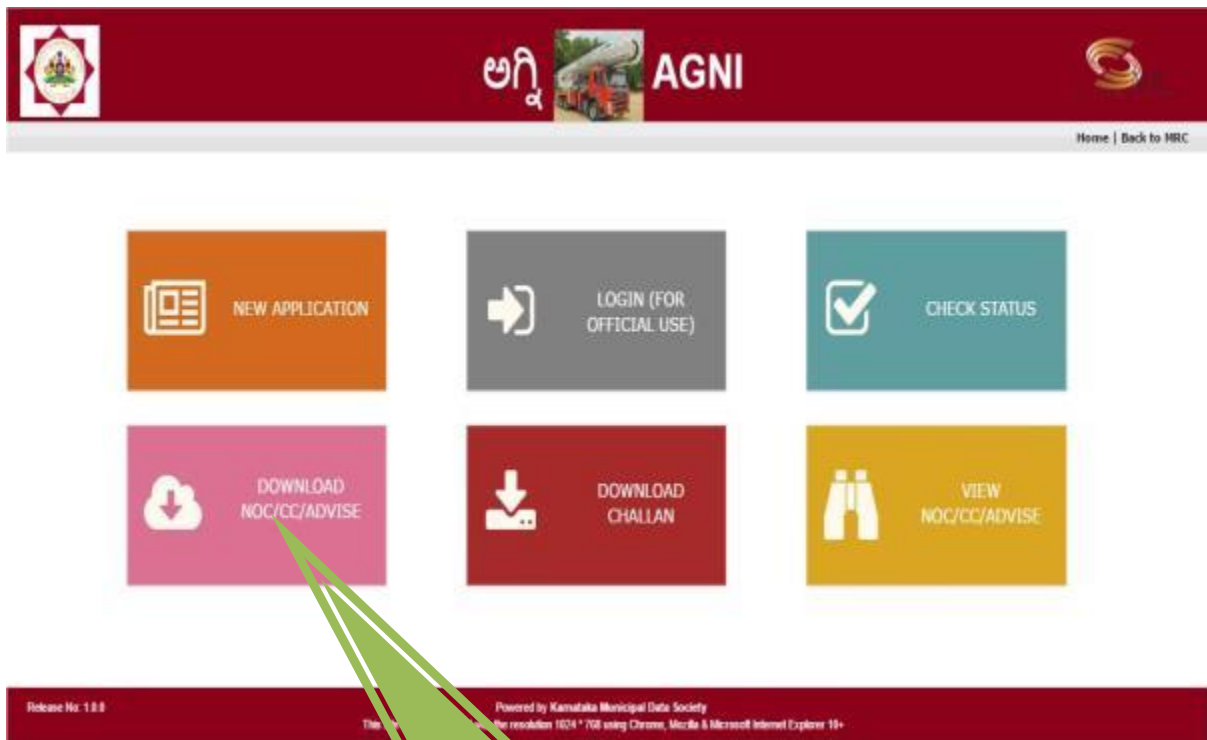 ಅಗ್ನಿ AGNI
Home | Back to MRC
NEW APPLICATION
LOGIN (FOR
OFFICIAL USE)
CHECK STATUS
DOWNLOAD
NOC/CC/ADVISE
DOWNLOAD
CHALLAN
VIEW
NOC/CC/ADVISE
Release No: 1.0.0
Powered by Karnataka Municipal Data Society
the resolution 1024 * 768 using Chrome, Mozilla & Microsoft Internet Explorer 10+